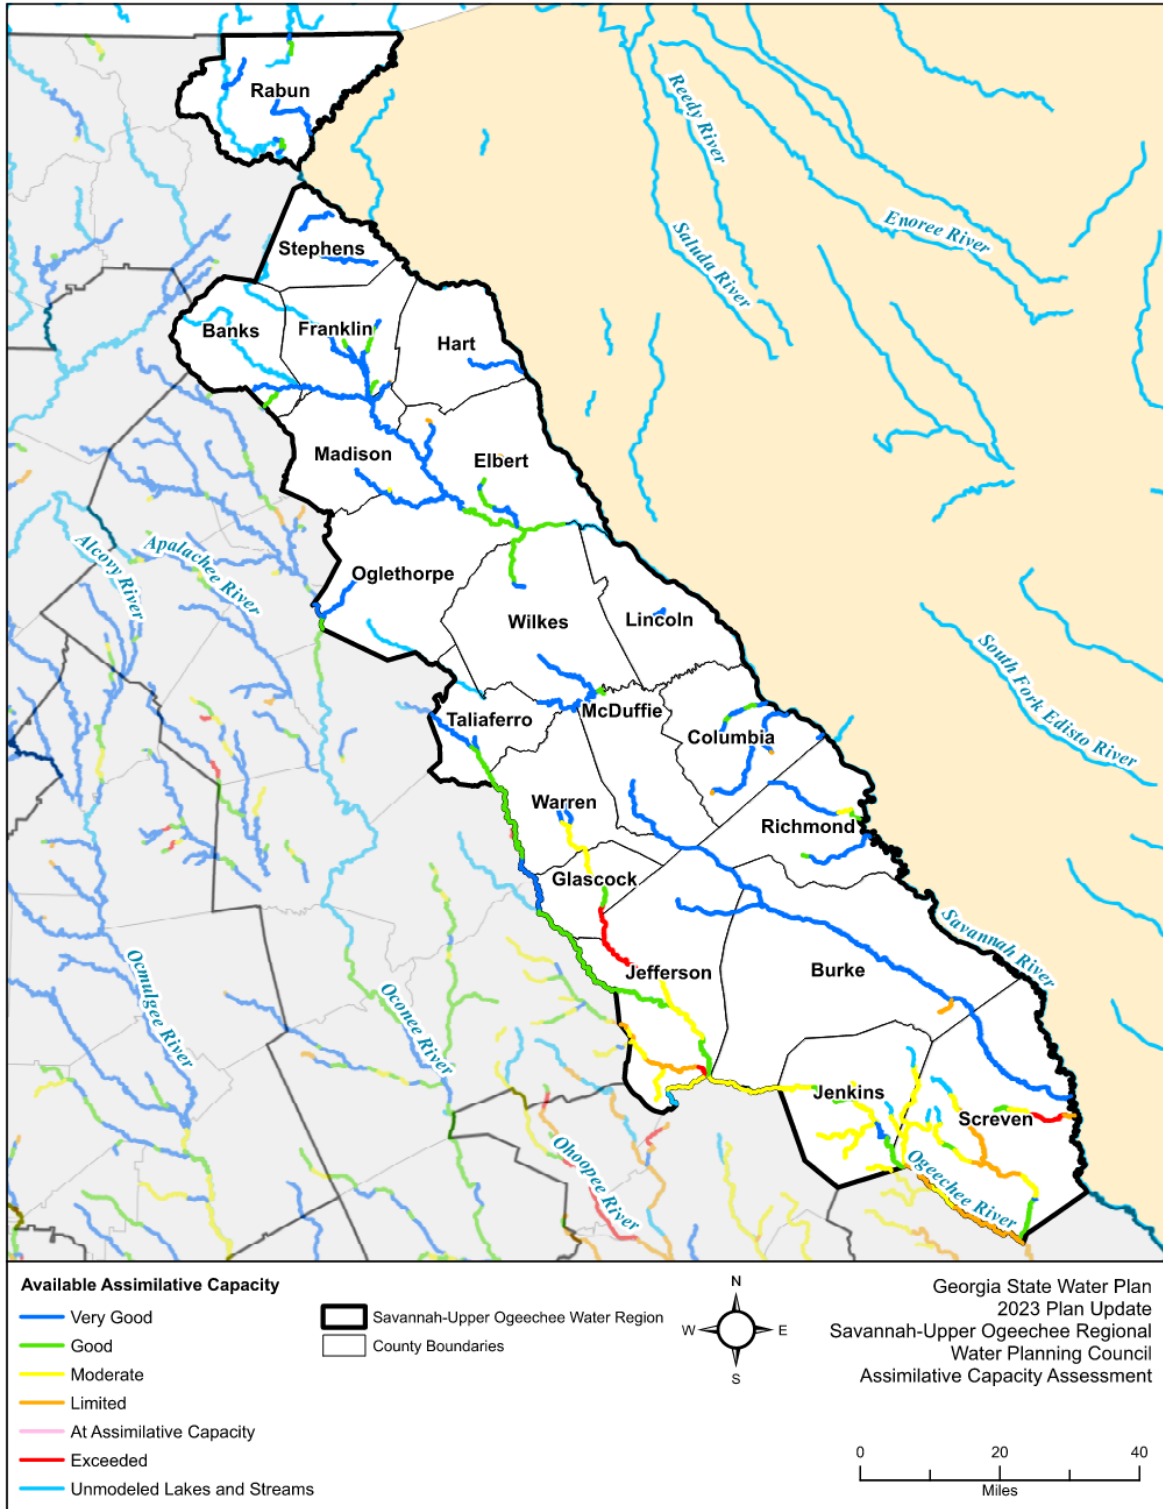 Rabun
Reedy River
Enoree River
Saluda River
Stephens
Banks
Franklin
Hart
Madison
Elbert
Alcovy River
Apalachee River
Oglethorpe
Wilkes
Lincoln
South Fork Edisto River
Taliaferro
McDuffie
Columbia
Warren
Richmond
Glascock
Savannah River
Jefferson
Burke
Ocmulgee River
Oconee River
Jenkins
Screven
Ohoopee River
Ogeechee River
Available Assimilative Capacity
Very Good
Good
Moderate
Limited
At Assimilative Capacity
Exceeded
Unmodeled Lakes and Streams
Savannah-Upper Ogeechee Water Region
County Boundaries
N
W E
S
Georgia State Water Plan
2023 Plan Update
Savannah-Upper Ogeechee Regional
Water Planning Council
Assimilative Capacity Assessment
0 20 40
Miles